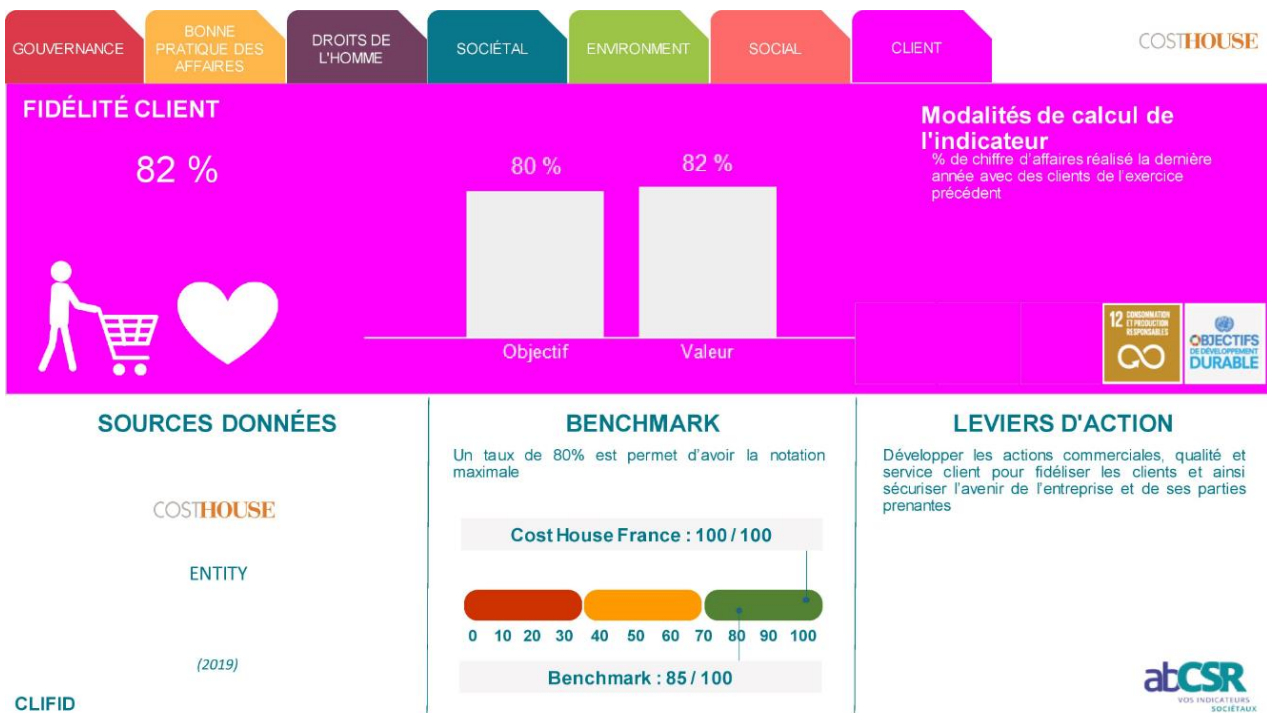 GOUVERNANCE
BONNE
PRATIQUE DES
AFFAIRES
DROITS DE
L'HOMME
SOCIÉTAL
ENVIRONMENT
SOCIAL
CLIENT
COSTHOUSE
FIDÉLITÉ CLIENT
82 %
80 %
82 %
Objectif
Valeur
Modalités de calcul de
l'indicateur
% de chiffre d'affaires réalisé la dernière
année avec des clients de l'exercice
précédent
12 CONSOMMATION
ET PRODUCTION
RESPONSABLES
OBJECTIFS
DE DÉVELOPPEMENT
DURABLE
SOURCES DONNÉES
COSTHOUSE
ENTITY
(2019)
CLIFID
BENCHMARK
Un taux de 80% est permet d'avoir la notation
maximale
Cost House France : 100 / 100
0 10 20 30 40 50 60 70 80 90 100
Benchmark : 85 / 100
LEVIERS D'ACTION
Développer les actions commerciales, qualité et
service client pour fidéliser les clients et ainsi
sécuriser l'avenir de l'entreprise et de ses parties
prenantes
abCSR
VOS INDICATEURS
SOCIÉTAUX